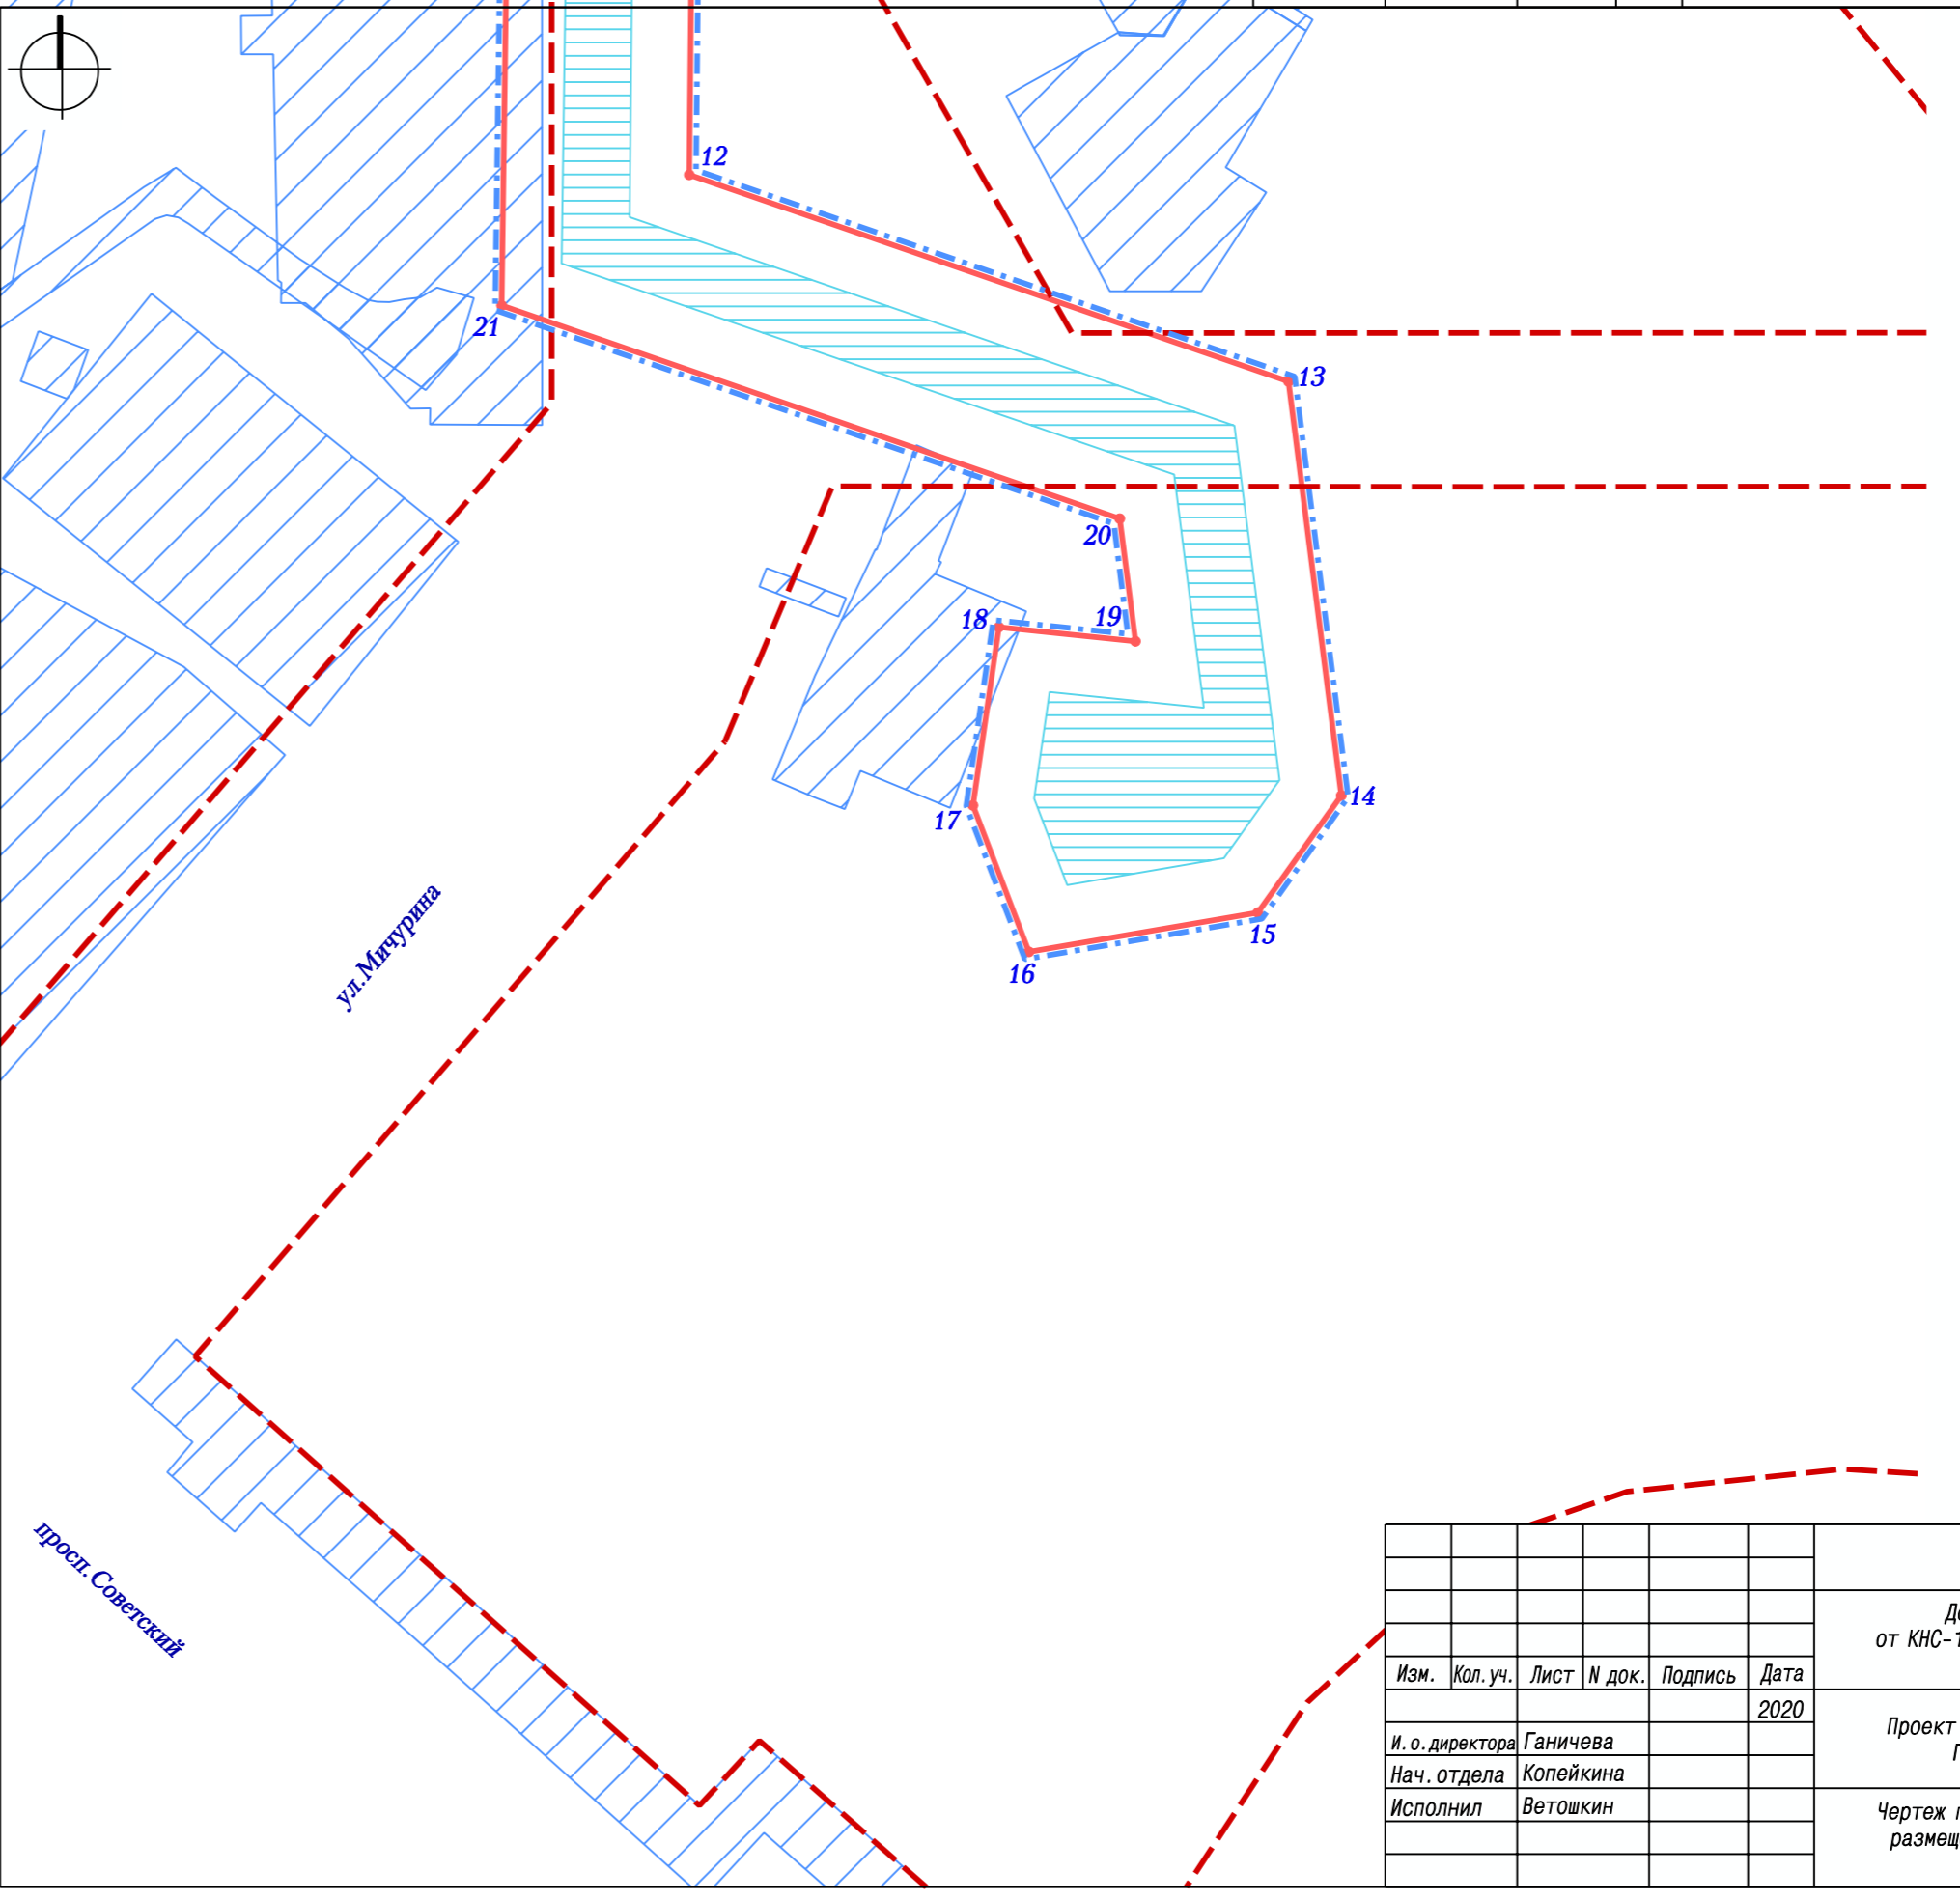 12
21
13
20
19
18
14
17
15
16
ул.Мичурина
просп.Советский
от КНС-1
Изм. Кол.уч. Лист N док. Подпись Дата
2020
Проект
И.о.директора Ганичева
Нач.отдела Копейкина
Исполнил Ветошкин
Чертеж
размещ